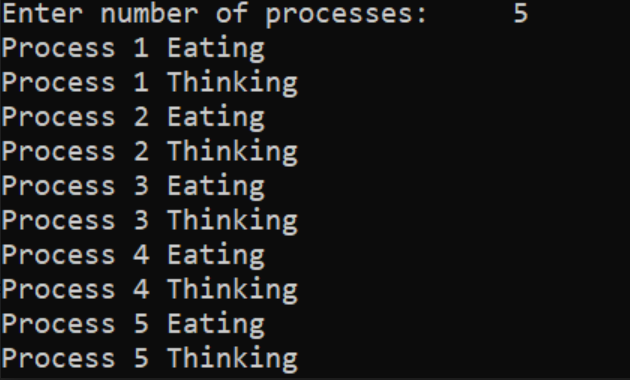 Enter number of processes: 5
Process 1 Eating
Process 1 Thinking
Process 2 Eating
Process 2 Thinking
Process 3 Eating
Process 3 Thinking
Process 4 Eating
Process 4 Thinking
Process 5 Eating
Process 5 Thinking